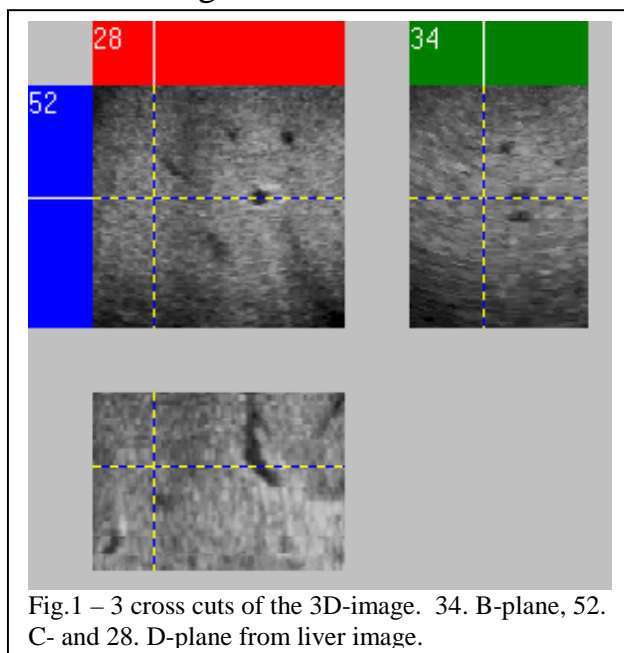 28
34
52
Fig.1 – 3 cross cuts of the 3D-image. 34. B-plane, 52.
C- and 28. D-plane from liver image.